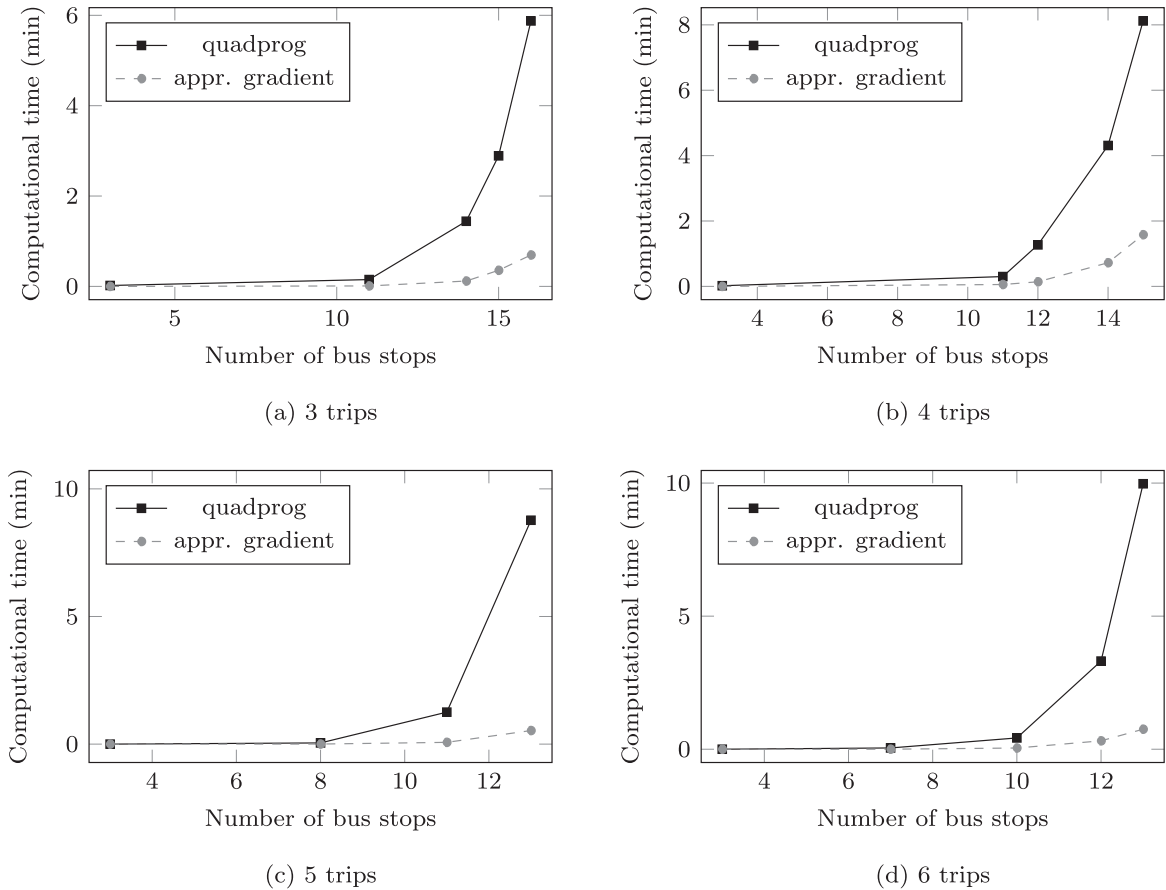 Computational time (min)
6
4
2
0
quadprog
appr. gradient
5 10 15
Number of bus stops
(a) 3 trips
Computational time (min)
8
6
4
2
0
quadprog
appr. gradient
4 6 8 10 12 14
Number of bus stops
(b) 4 trips
Computational time (min)
10
5
0
quadprog
appr. gradient
4 6 8 10 12
Number of bus stops
(c) 5 trips
Computational time (min)
10
5
0
quadprog
appr. gradient
4 6 8 10 12
Number of bus stops
(d) 6 trips